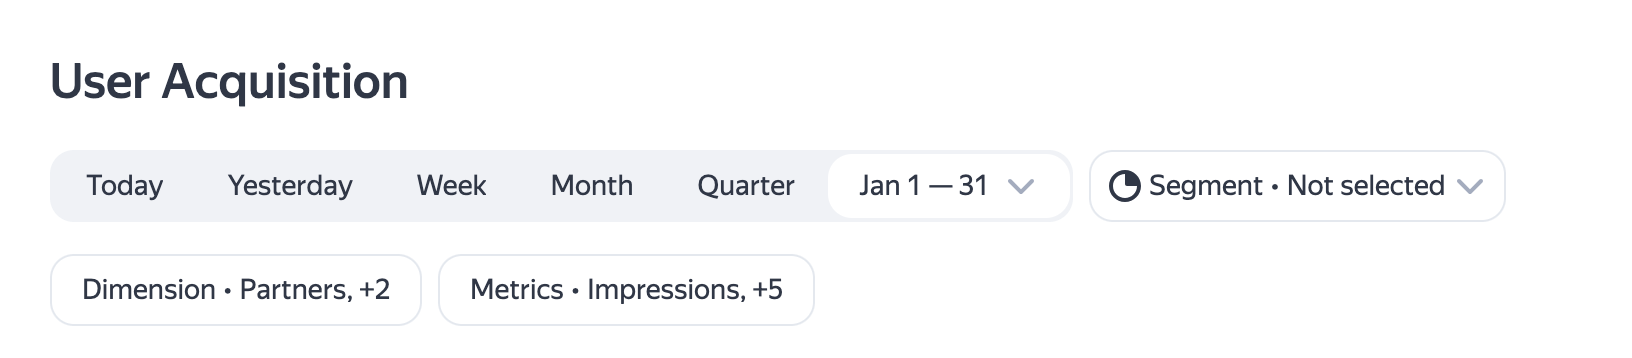 User Acquisition
Today Yesterday Week Month Quarter Jan 1 — 31 Segment • Not selected
Dimension • Partners, +2 Metrics • Impressions, +5